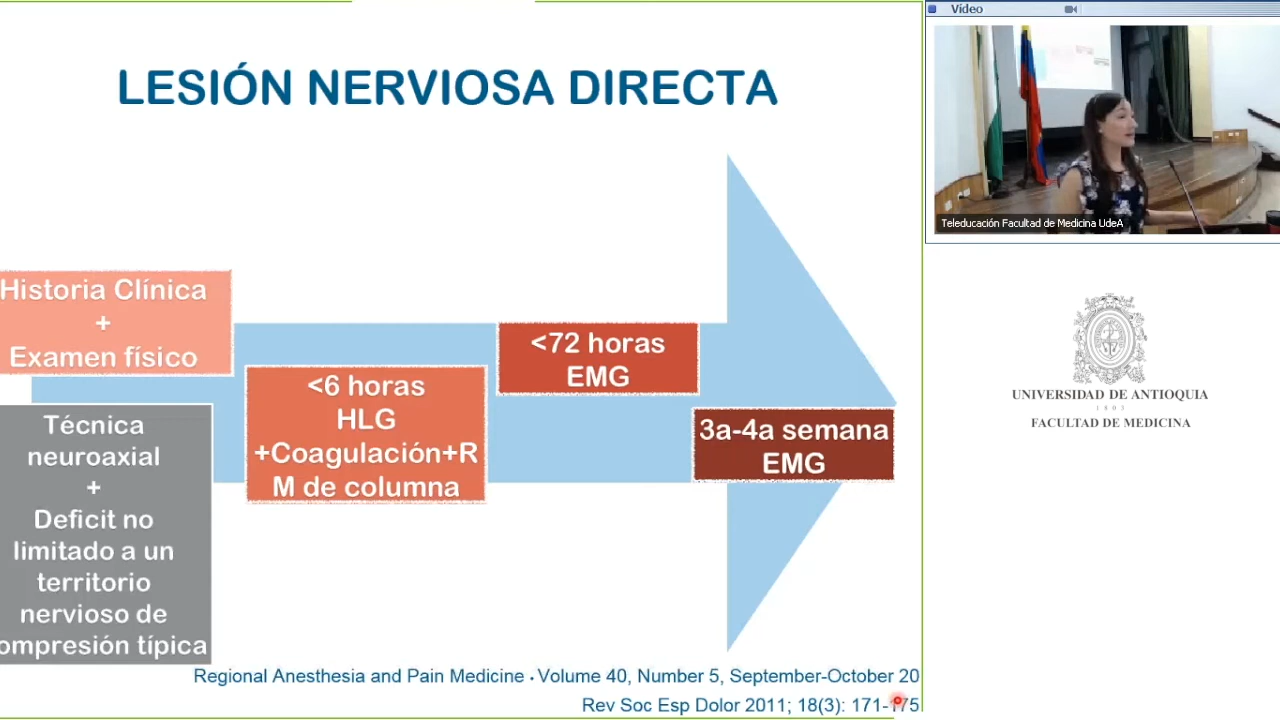 LESIÓN NERVIOSA DIRECTA
Historia Clínica
+
Examen físico
Técnica
neuroaxial
+
Deficit no
limitado a un
territorio
nervioso de
ompresión típica
<6 horas
HLG
+Coagulación+R
M de columna
<72 horas
EMG
3a-4a semana
EMG
Regional Anesthesia and Pain Medicine • Volume 40, Number 5, September-October 20
Rev Soc Esp Dolor 2011; 18(3): 171-175
Vídeo
Teleducación Facultad de Medicina UdeA
UNIVERSIDAD DE ANTIOQUIA
1803
FACULTAD DE MEDICINA